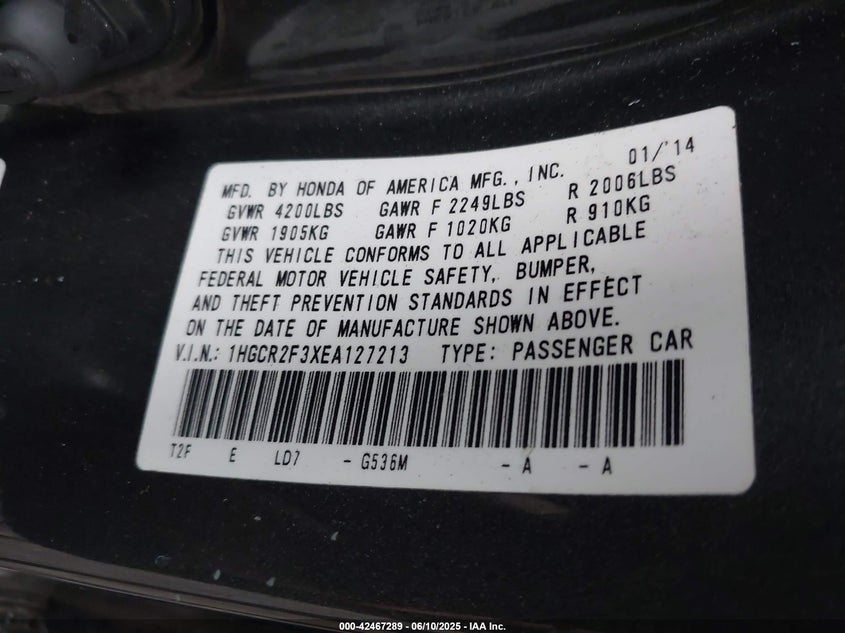 01/'14
MFD. BY HONDA OF AMERICA MFG., INC.
GVWR 4200LBS GAWR F 2249LBS R 2006LBS
GVWR 1905KG GAWR F 1020KG R 910KG
THIS VEHICLE CONFORMS TO ALL APPLICABLE
FEDERAL MOTOR VEHICLE SAFETY, BUMPER,
AND THEFT PREVENTION STANDARDS IN EFFECT
ON THE DATE OF MANUFACTURE SHOWN ABOVE.
V.I.N.: 1HGCR2F3XEA127213 TYPE: PASSENGER CAR
T2F E LD7 - G536M - A - A
000-42467289 - 06/10/2025 - IAA Inc.